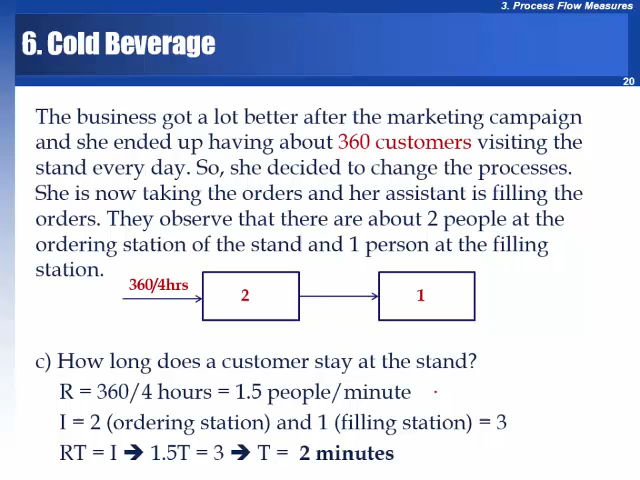 3. Process Flow Measures
6. Cold Beverage
20
The business got a lot better after the marketing campaign
and she ended up having about 360 customers visiting the
stand every day. So, she decided to change the processes.
She is now taking the orders and her assistant is filling the
orders. They observe that there are about 2 people at the
ordering station of the stand and 1 person at the filling
station.
360/4hrs
2
1
c) How long does a customer stay at the stand?
R = 360/4 hours = 1.5 people/minute
I = 2 (ordering station) and 1 (filling station) = 3
RT = I ➔ 1.5T = 3 ➔ T = 2 minutes